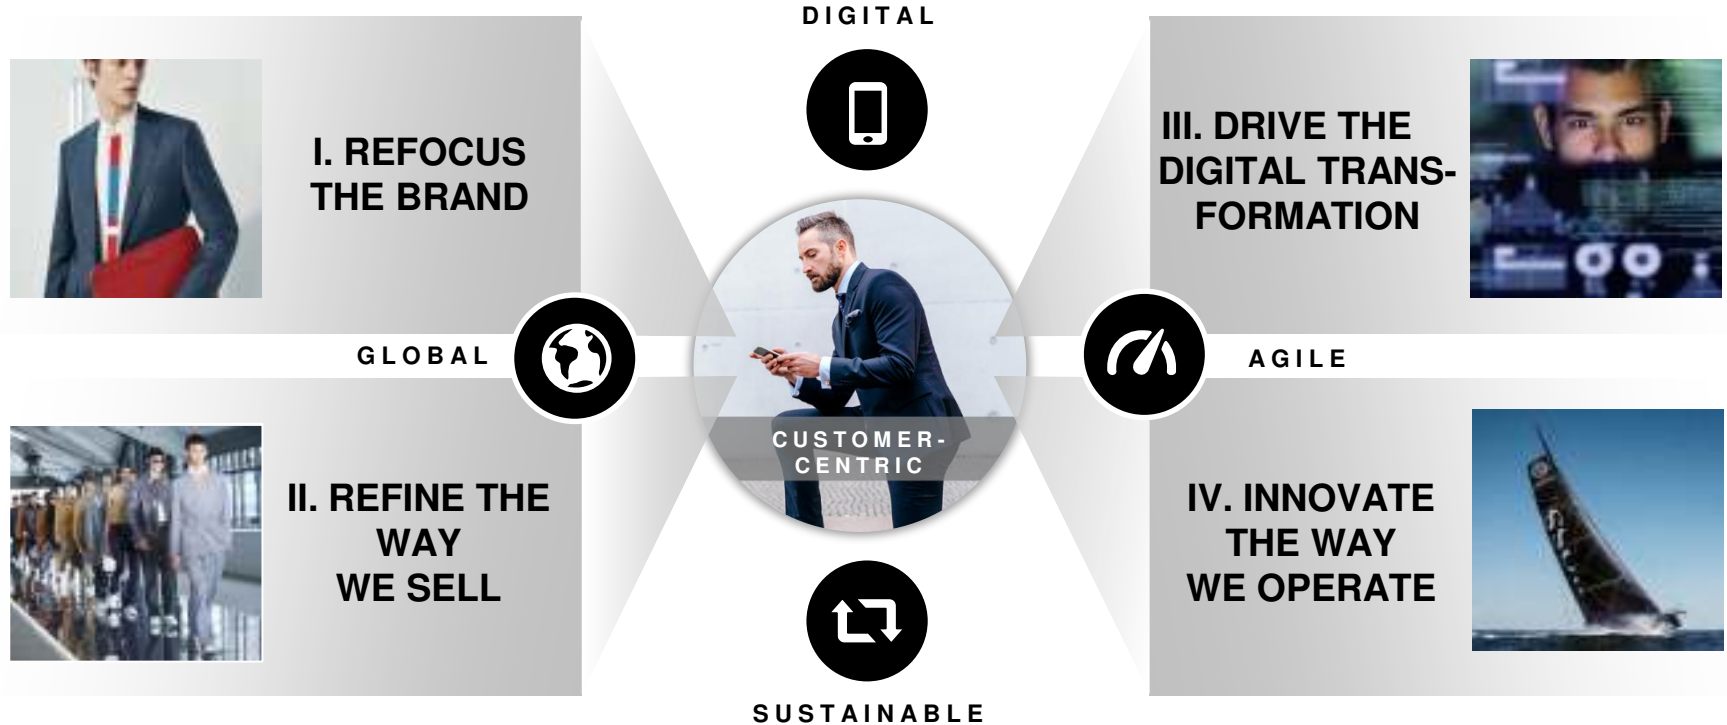 DIGITAL
I. REFOCUS
THE BRAND
III. DRIVE THE
DIGITAL TRANS-
FORMATION
GLOBAL
AGILE
CUSTOMER-
CENTRIC
II. REFINE THE
WAY
WE SELL
IV. INNOVATE
THE WAY
WE OPERATE
SUSTAINABLE